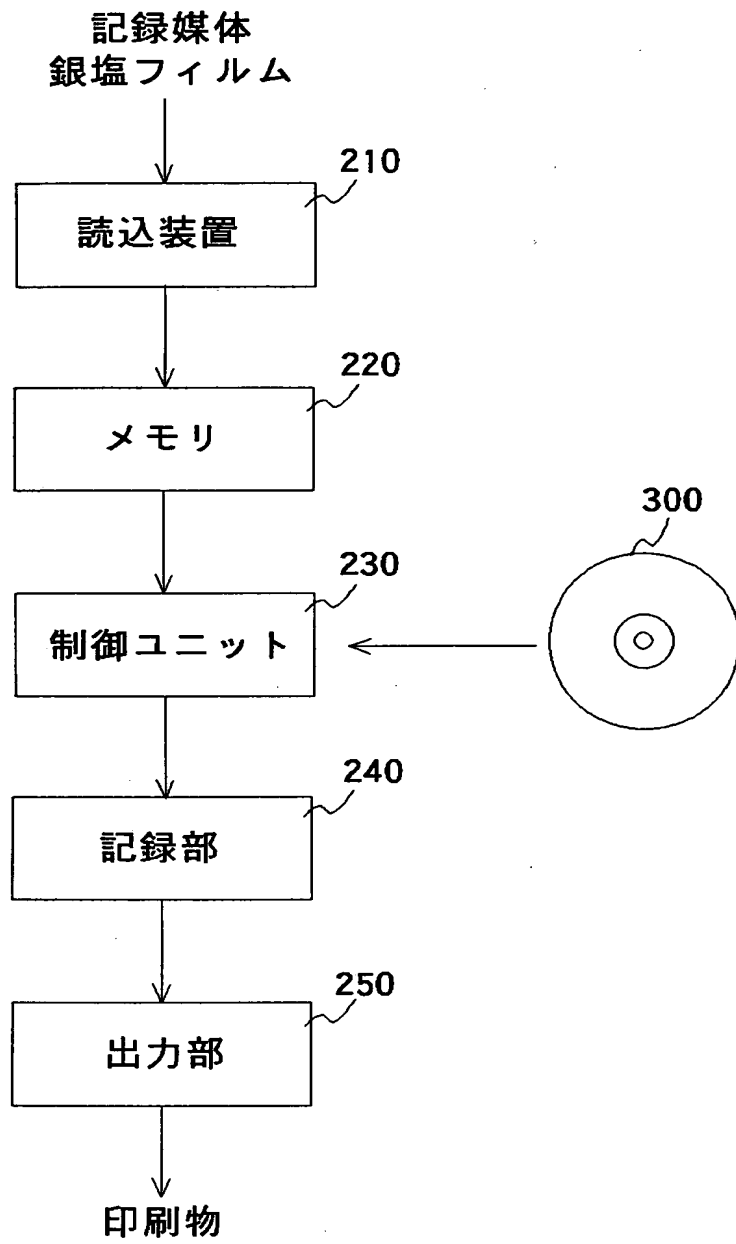 記録媒体
銀塩フィルム
210
読込装置
220
メモリ
300
230
制御ユニット
240
記録部
250
出力部
印刷物